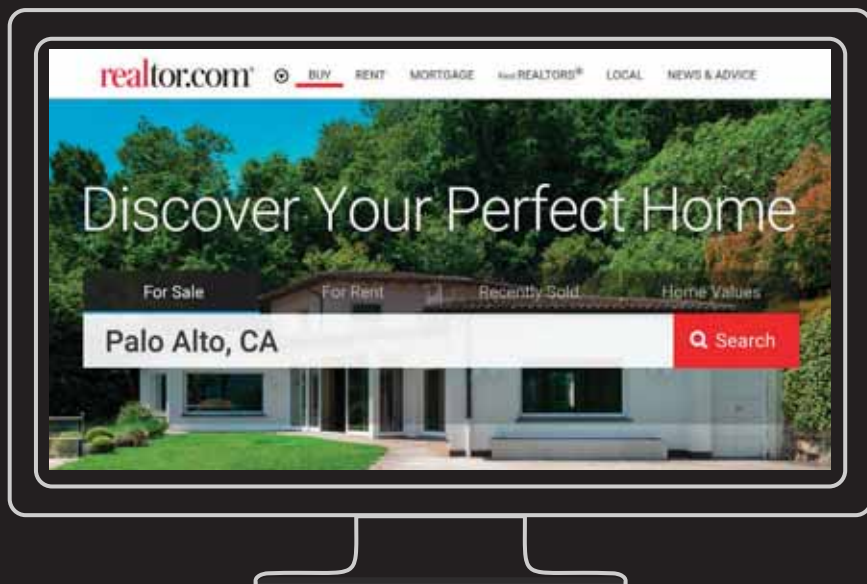 realtor.com® BUY RENT MORTGAGE Find REALTORS® LOCAL NEWS & ADVICE
Discover Your Perfect Home
For Sale For Rent Recently Sold Home Values
Palo Alto, CA Search